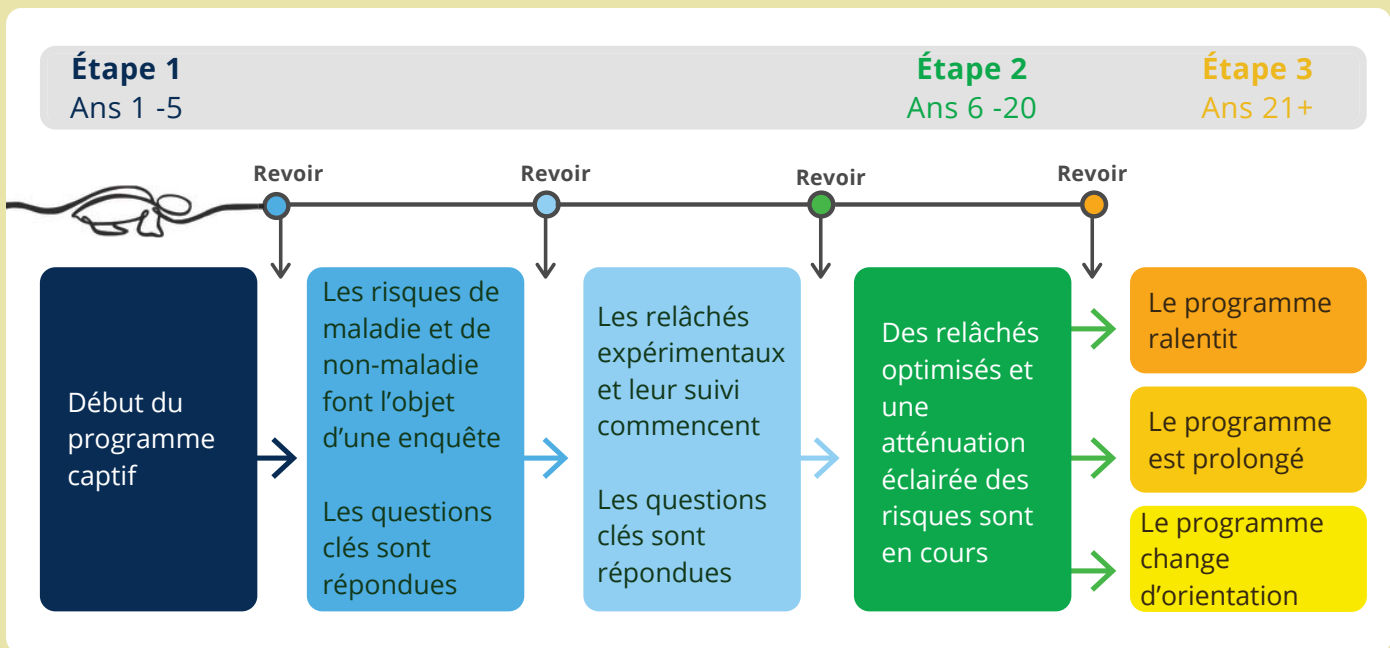 Étape 1
Ans 1 -5
Étape 2
Ans 6 -20
Étape 3
Ans 21+
Revoir
Revoir
Revoir
Revoir
Début du
programme
captif
Les risques de
maladie et de
non-maladie
font l’objet
d’une enquête
Les questions
clés sont
répondues
Les relâchés
expérimentaux
et leur suivi
commencent
Les questions
clés sont
répondues
Des relâchés
optimisés et
une
atténuation
éclairée des
risques sont
en cours
Le programme
ralentit
Le programme
est prolongé
Le programme
change
d’orientation